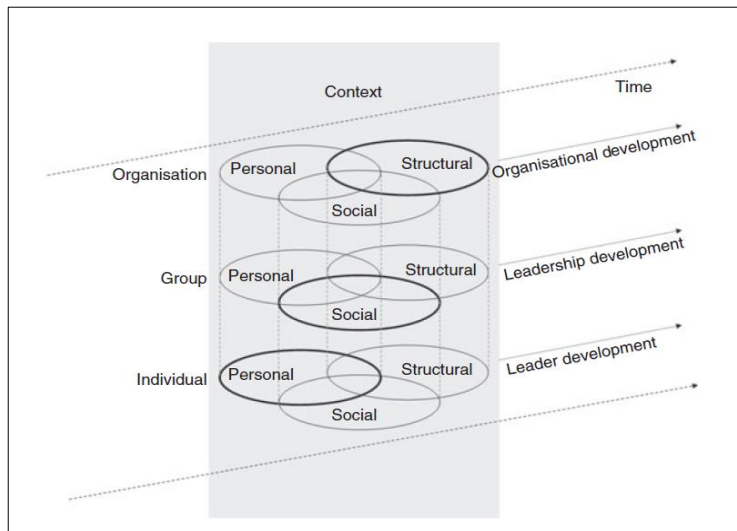 Context
Time
Organisation
Personal
Structural
Social
Organisational development
Group
Personal
Structural
Social
Leadership development
Individual
Personal
Structural
Social
Leader development